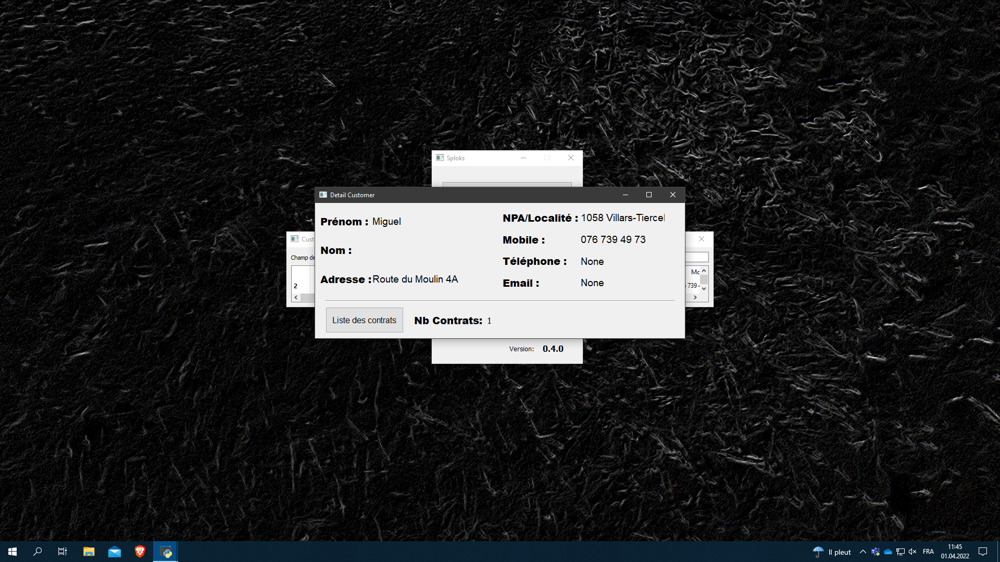 Sploks
Detail Customer
Prénom : Miguel
Nom :
Adresse : Route du Moulin 4A
NPA/Localité : 1058 Villars-Tiercel
Mobile : 076 739 49 73
Téléphone : None
Email : None
Liste des contrats
Nb Contrats: 1
Cust
Champ de
2
Mo
739 4
Version: 0.4.0
Il pleut
FRA
11:45
01.04.2022